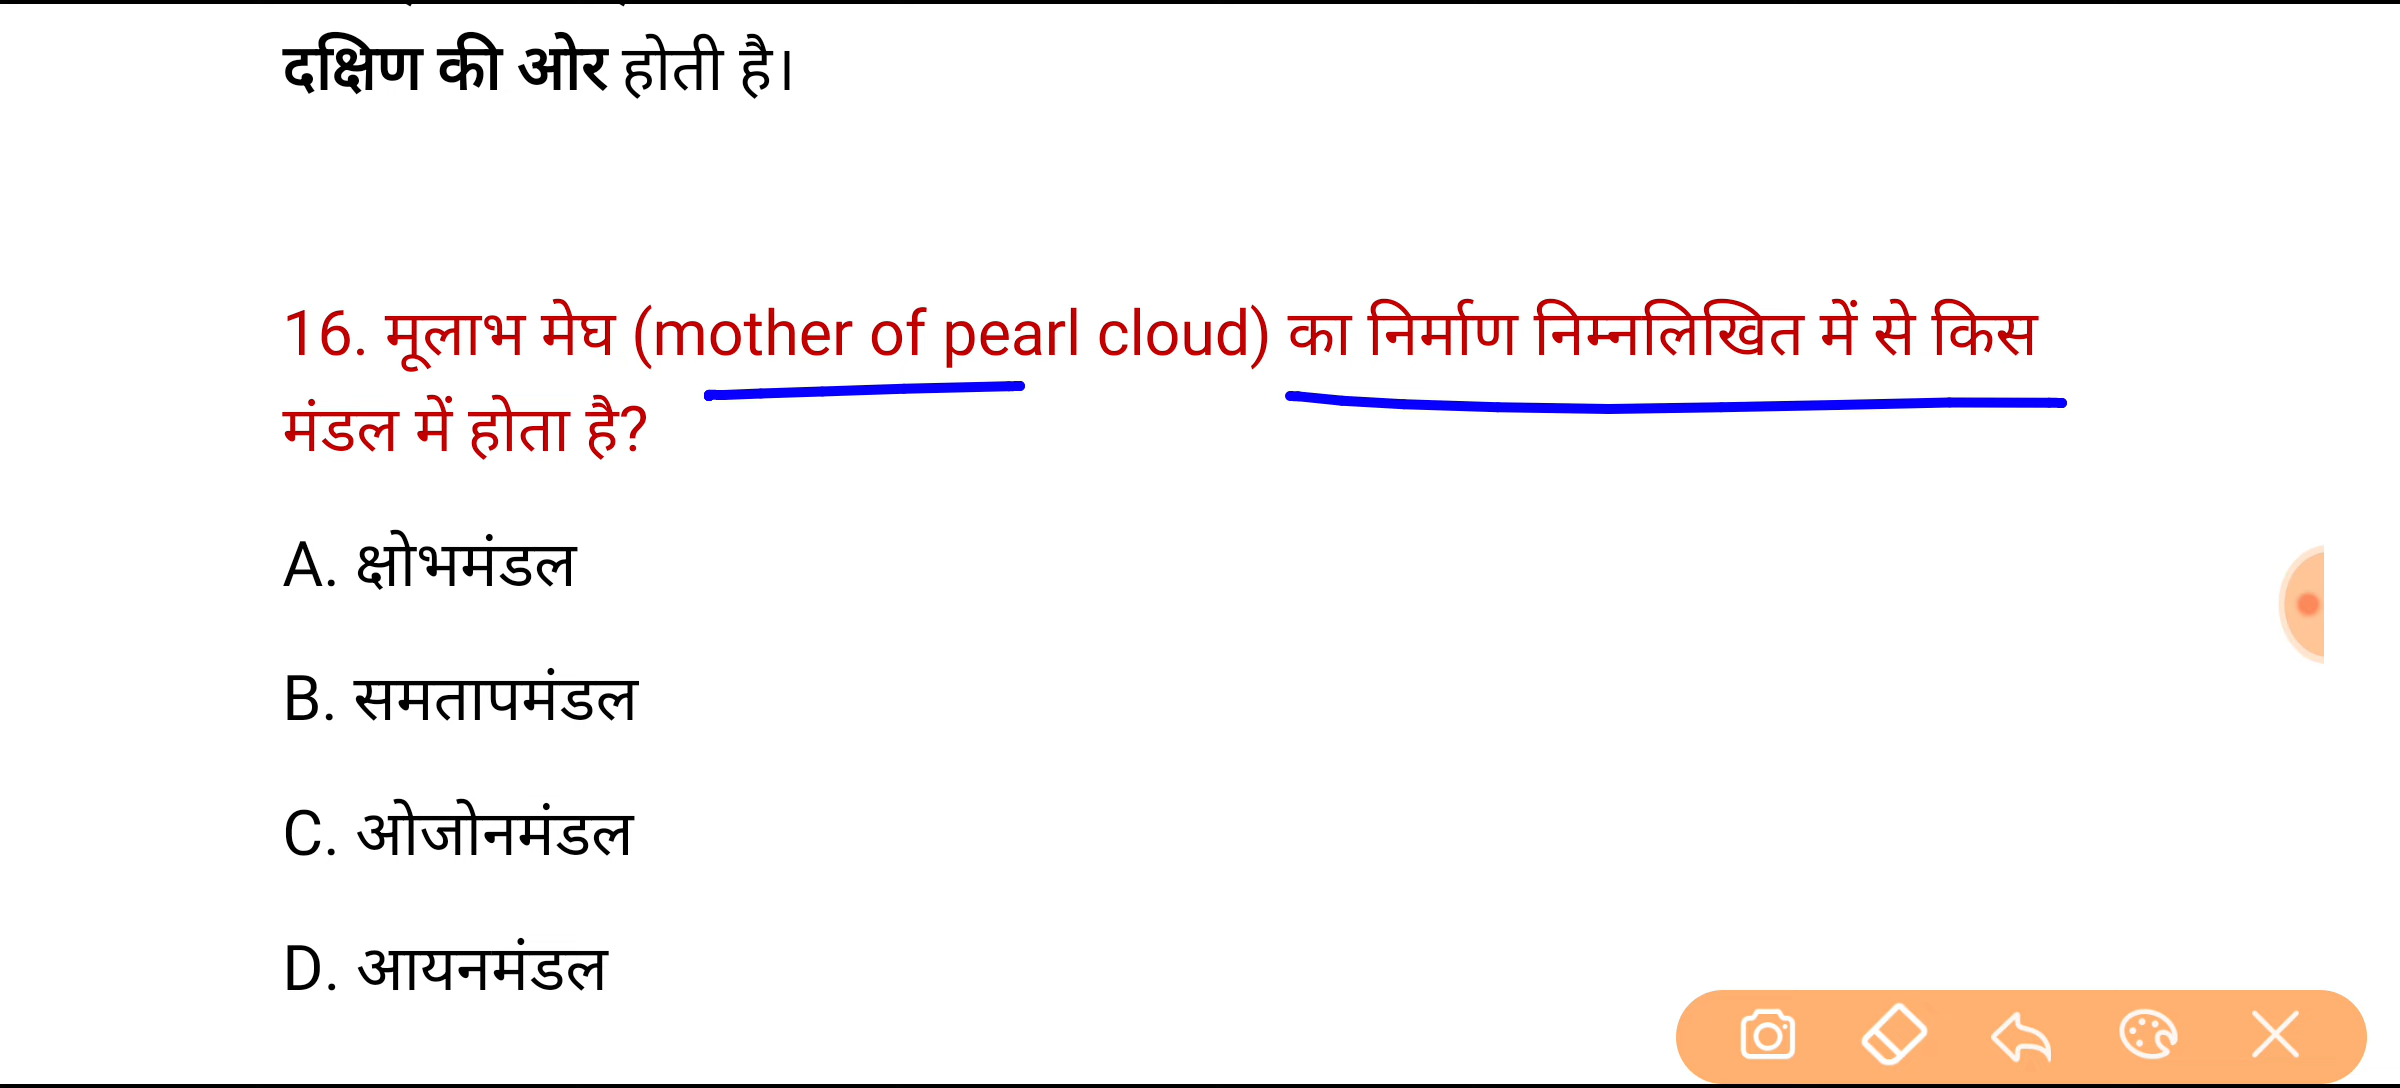 दक्षिण की ओर होती है।
16. मूलाभ मेघ (mother of pearl cloud) का निर्माण निम्नलिखित में से किस
मंडल में होता है?
A. क्षोभमंडल
B. समतापमंडल
C. ओजोनमंडल
D. आयनमंडल